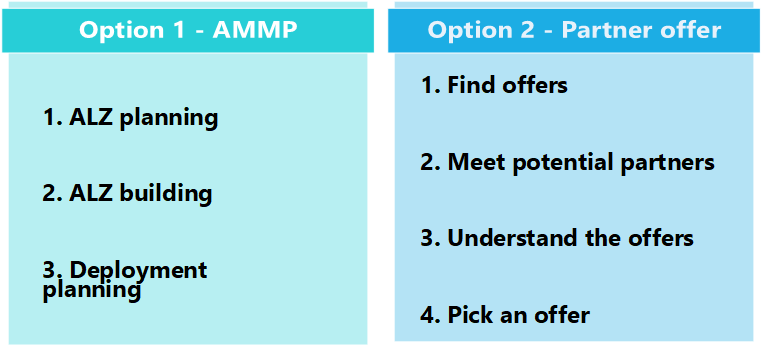 Option 1 - AMMP
1. ALZ planning
2. ALZ building
3. Deployment
planning
Option 2 - Partner offer
1. Find offers
2. Meet potential partners
3. Understand the offers
4. Pick an offer